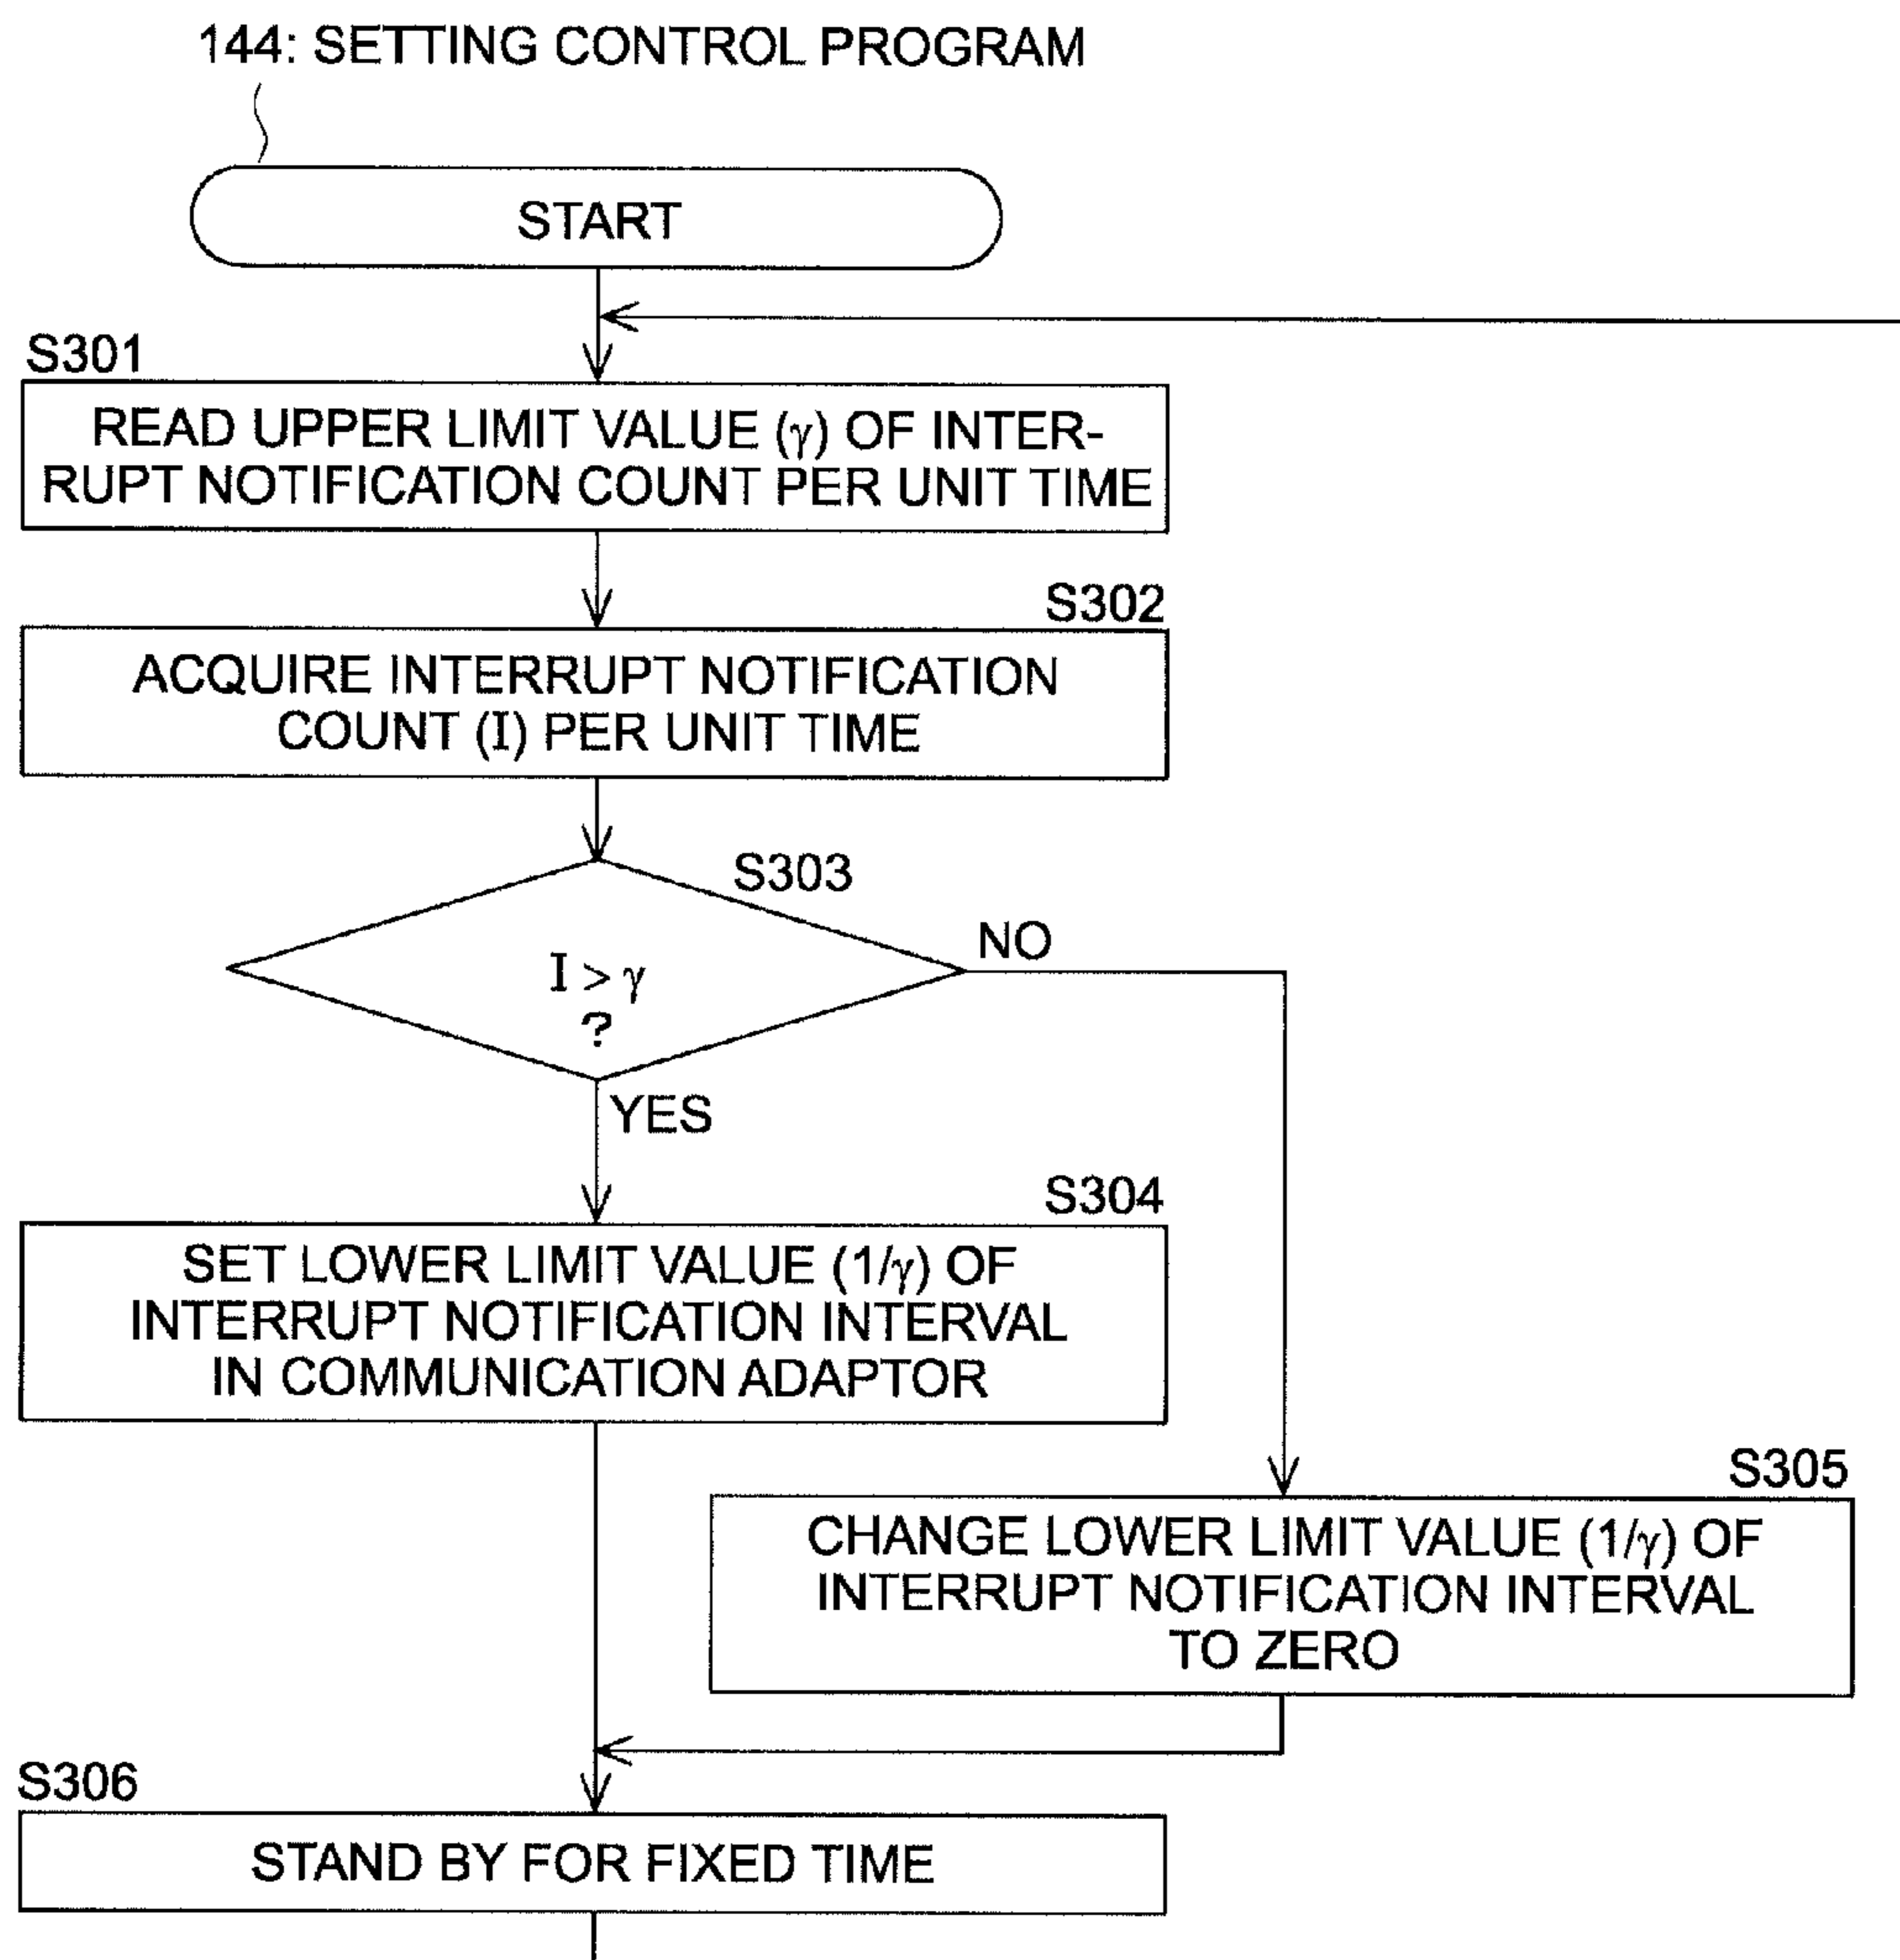 144: SETTING CONTROL PROGRAM
START
S301
READ UPPER LIMIT VALUE (γ) OF INTER-
RUPT NOTIFICATION COUNT PER UNIT TIME
S302
ACQUIRE INTERRUPT NOTIFICATION
COUNT (I) PER UNIT TIME
S303
NO
I > γ
?
YES
S304
SET LOWER LIMIT VALUE (1/γ) OF
INTERRUPT NOTIFICATION INTERVAL
IN COMMUNICATION ADAPTOR
S305
CHANGE LOWER LIMIT VALUE (1/γ) OF
INTERRUPT NOTIFICATION INTERVAL
TO ZERO
S306
STAND BY FOR FIXED TIME